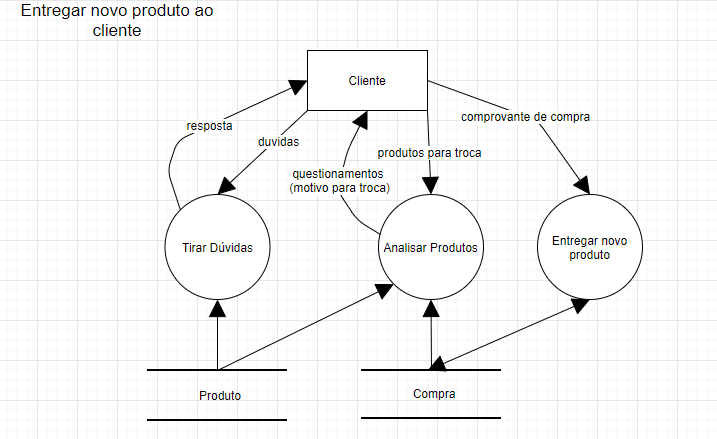 Entregar novo produto ao
cliente
Cliente
resposta
duvidas
comprovante de compra
produtos para troca
questionamentos
(motivo para troca)
Tirar Dúvidas
Analisar Produtos
Entregar novo
produto
Produto
Compra